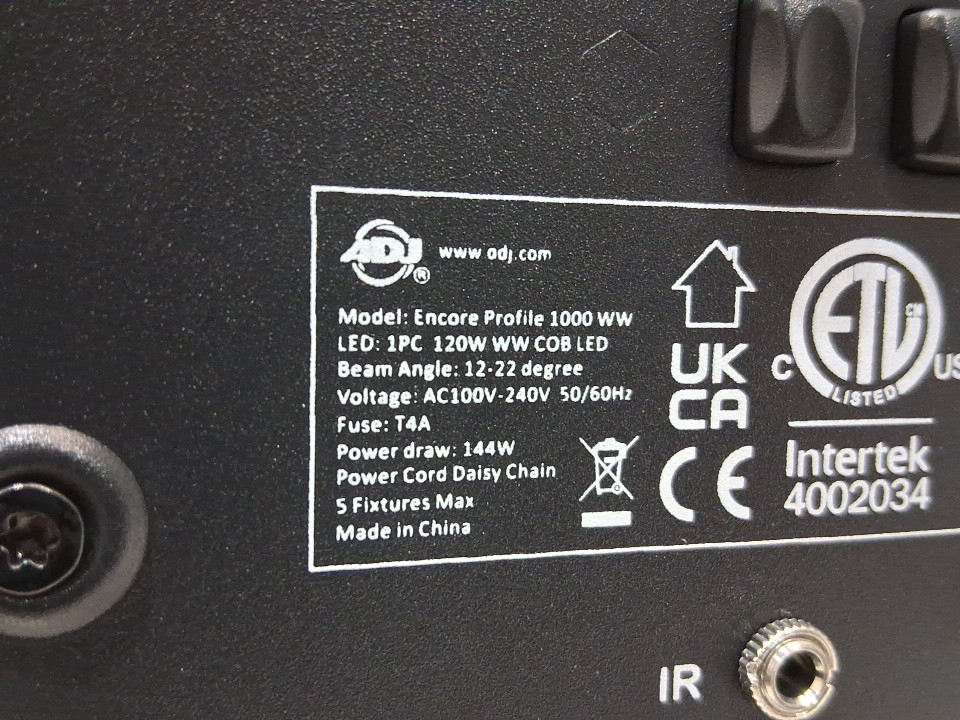 ADJ® www.adj.com
Model: Encore Profile 1000 WW
LED: 1PC 120W WW COB LED
Beam Angle: 12-22 degree
Voltage: AC100V-240V 50/60Hz
Fuse: T4A
Power draw: 144W
Power Cord Daisy Chain
5 Fixtures Max
Made in China
UK
CA
CE
C ETL CM US
LISTED
Intertek
4002034
IR